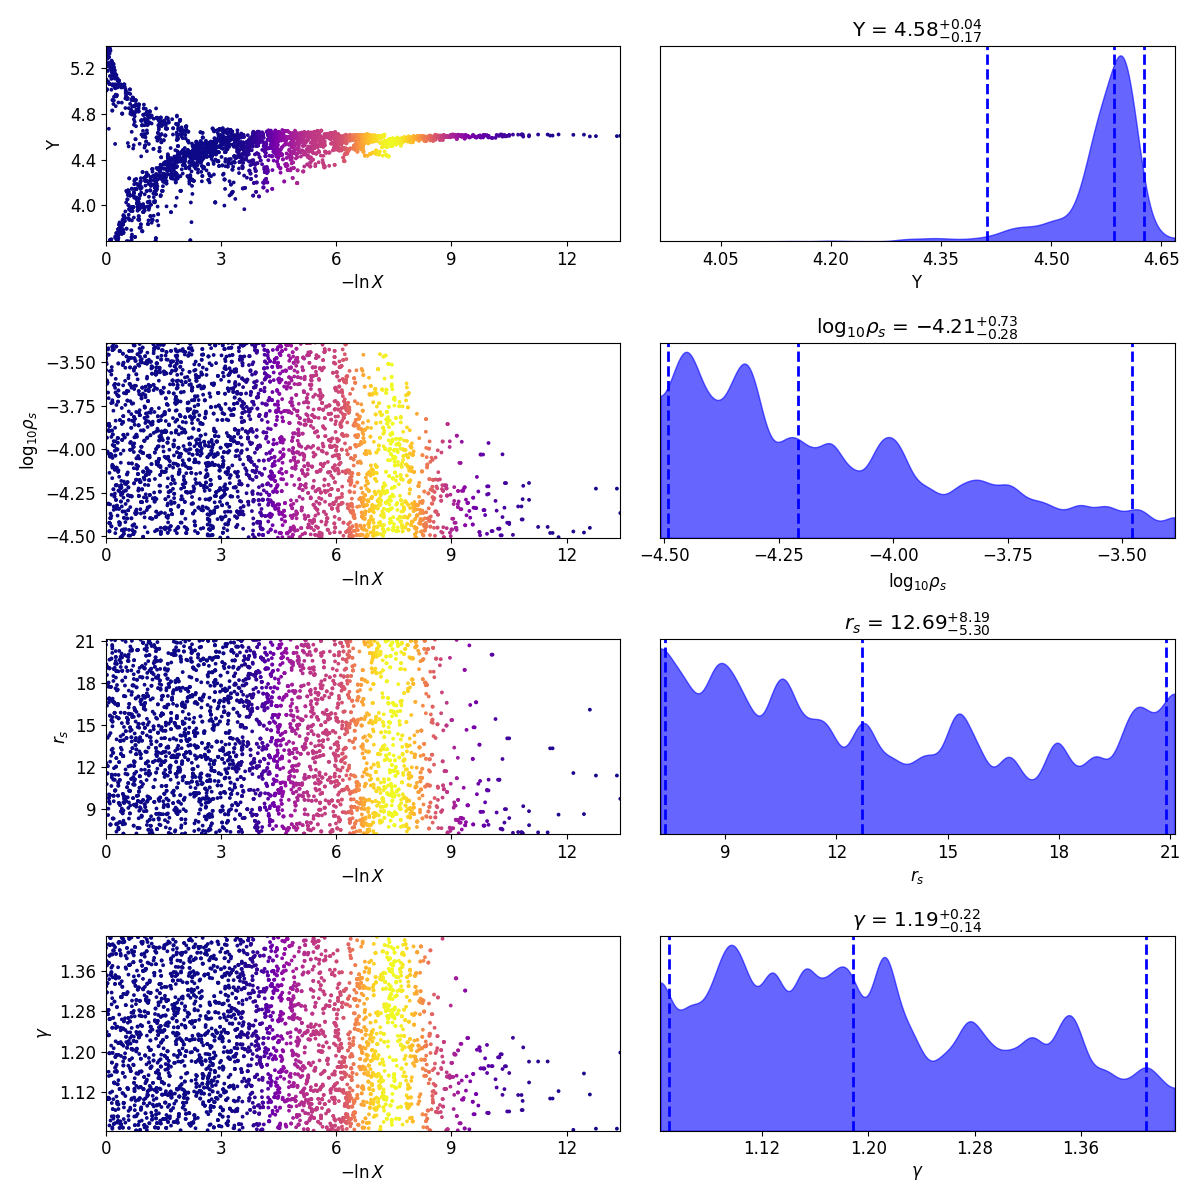 Y = 4.58$^{+0.04}_{-0.17}$
5.2
4.8
4.4
4.0
Y
0 3 6 9 12
−ln X
4.05 4.20 4.35 4.50 4.65
Y
log₁₀ρₛ = −4.21$^{+0.73}_{-0.28}$
−3.50
−3.75
−4.00
−4.25
−4.50
log₁₀ρₛ
0 3 6 9 12
−ln X
−4.50 −4.25 −4.00 −3.75 −3.50
log₁₀ρₛ
rₛ = 12.69$^{+8.19}_{-5.30}$
21
18
15
12
9
rₛ
0 3 6 9 12
−ln X
9 12 15 18 21
rₛ
γ = 1.19$^{+0.22}_{-0.14}$
1.36
1.28
1.20
1.12
γ
0 3 6 9 12
−ln X
1.12 1.20 1.28 1.36
γ